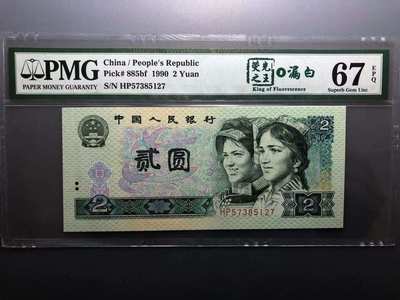 PMG
PAPER MONEY GUARANTY
China / People's Republic
Pick# 885bf 1990 2 Yuan
S/N HP57385127
荧光之王
漏白
King of Fluorescence
67 EPQ
Superb Gem Unc
中国人民银行
贰圆
2
2
HP57385127